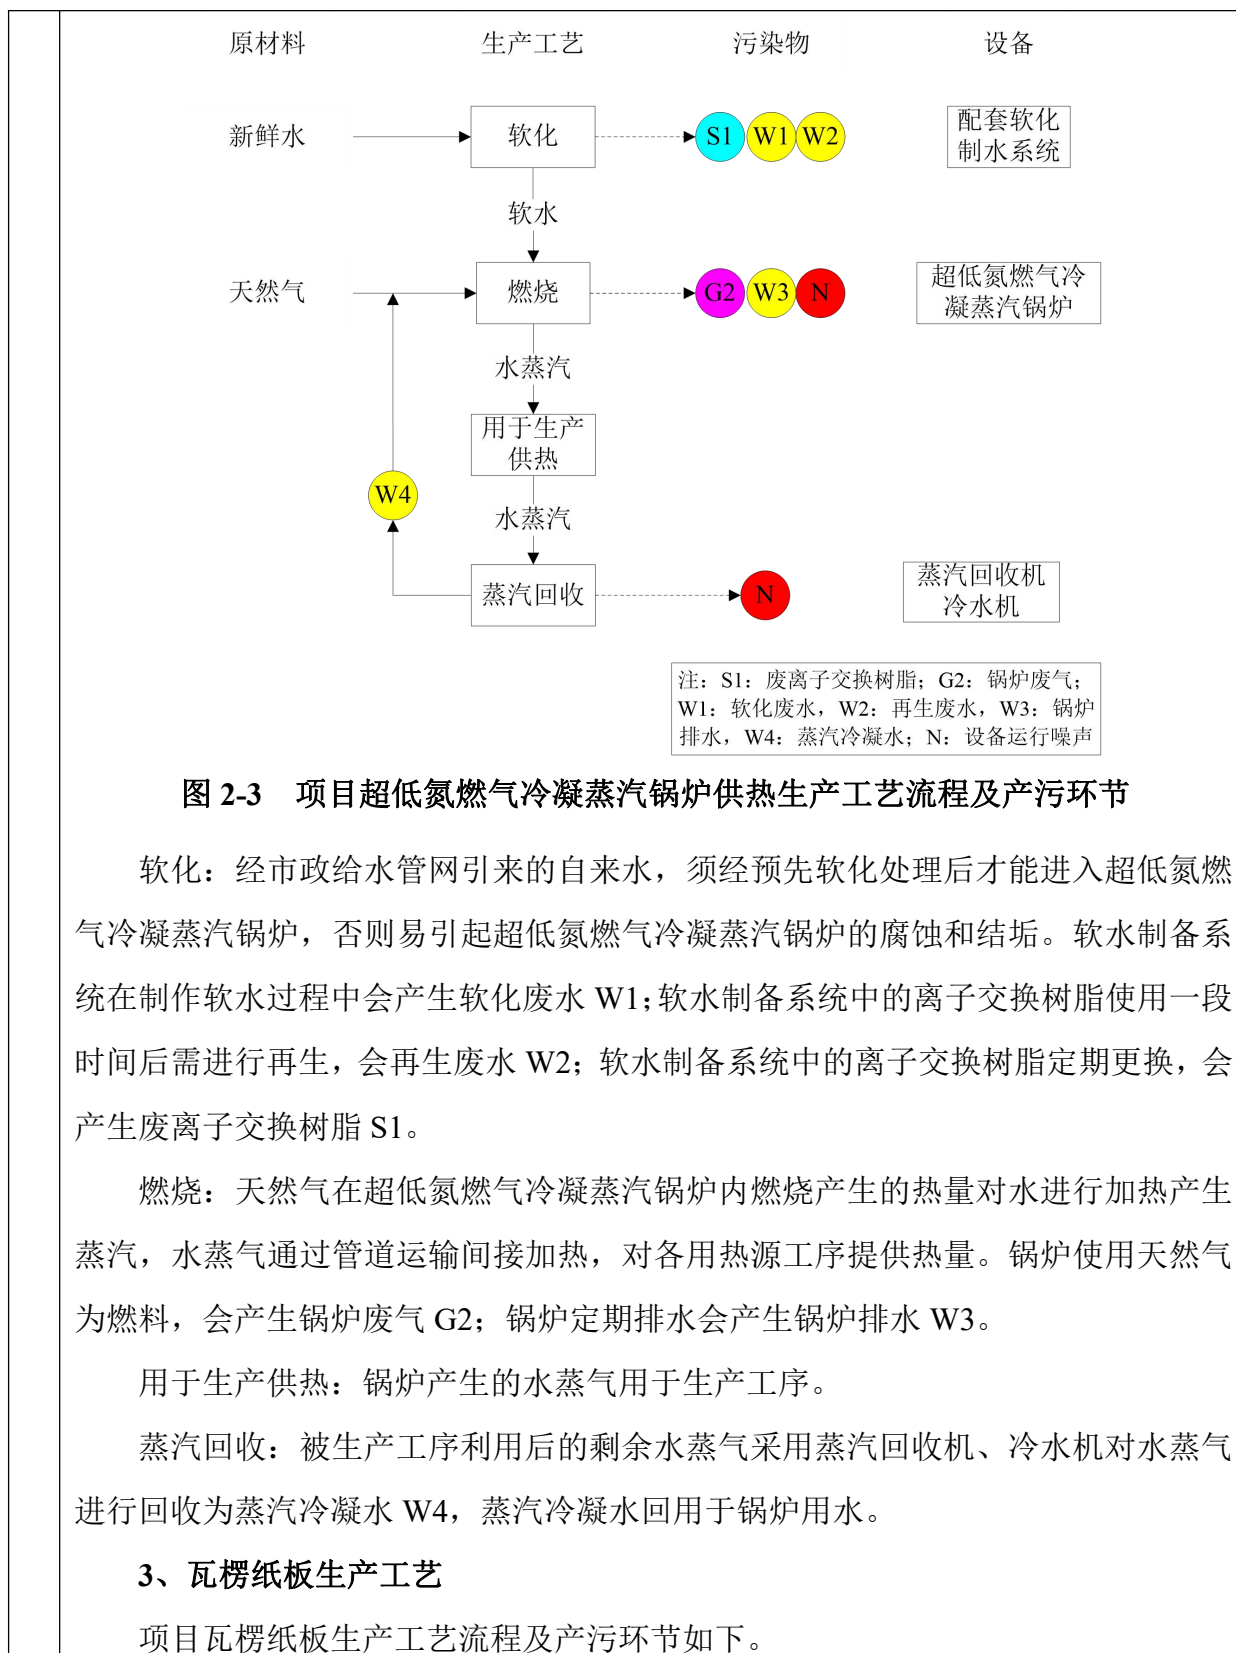 原材料 生产工艺 污染物 设备
新鲜水 软化 S1 W1 W2 配套软化
制水系统
软水
天然气 燃烧 G2 W3 N 超低氮燃气冷
凝蒸汽锅炉
水蒸汽
用于生产
供热
W4
水蒸汽
蒸汽回收 N 蒸汽回收机
冷水机
注：S1：废离子交换树脂；G2：锅炉废气；
W1：软化废水，W2：再生废水，W3：锅炉
排水，W4：蒸汽冷凝水；N：设备运行噪声
图 2-3 项目超低氮燃气冷凝蒸汽锅炉供热生产工艺流程及产污环节
软化：经市政给水管网引来的自来水，须经预先软化处理后才能进入超低氮燃
气冷凝蒸汽锅炉，否则易引起超低氮燃气冷凝蒸汽锅炉的腐蚀和结垢。软水制备系
统在制作软水过程中会产生软化废水 W1；软水制备系统中的离子交换树脂使用一段
时间后需进行再生，会再生废水 W2；软水制备系统中的离子交换树脂定期更换，会
产生废离子交换树脂 S1。
燃烧：天然气在超低氮燃气冷凝蒸汽锅炉内燃烧产生的热量对水进行加热产生
蒸汽，水蒸气通过管道运输间接加热，对各用热源工序提供热量。锅炉使用天然气
为燃料，会产生锅炉废气 G2；锅炉定期排水会产生锅炉排水 W3。
用于生产供热：锅炉产生的水蒸气用于生产工序。
蒸汽回收：被生产工序利用后的剩余水蒸气采用蒸汽回收机、冷水机对水蒸气
进行回收为蒸汽冷凝水 W4，蒸汽冷凝水回用于锅炉用水。
3、瓦楞纸板生产工艺
项目瓦楞纸板生产工艺流程及产污环节如下。